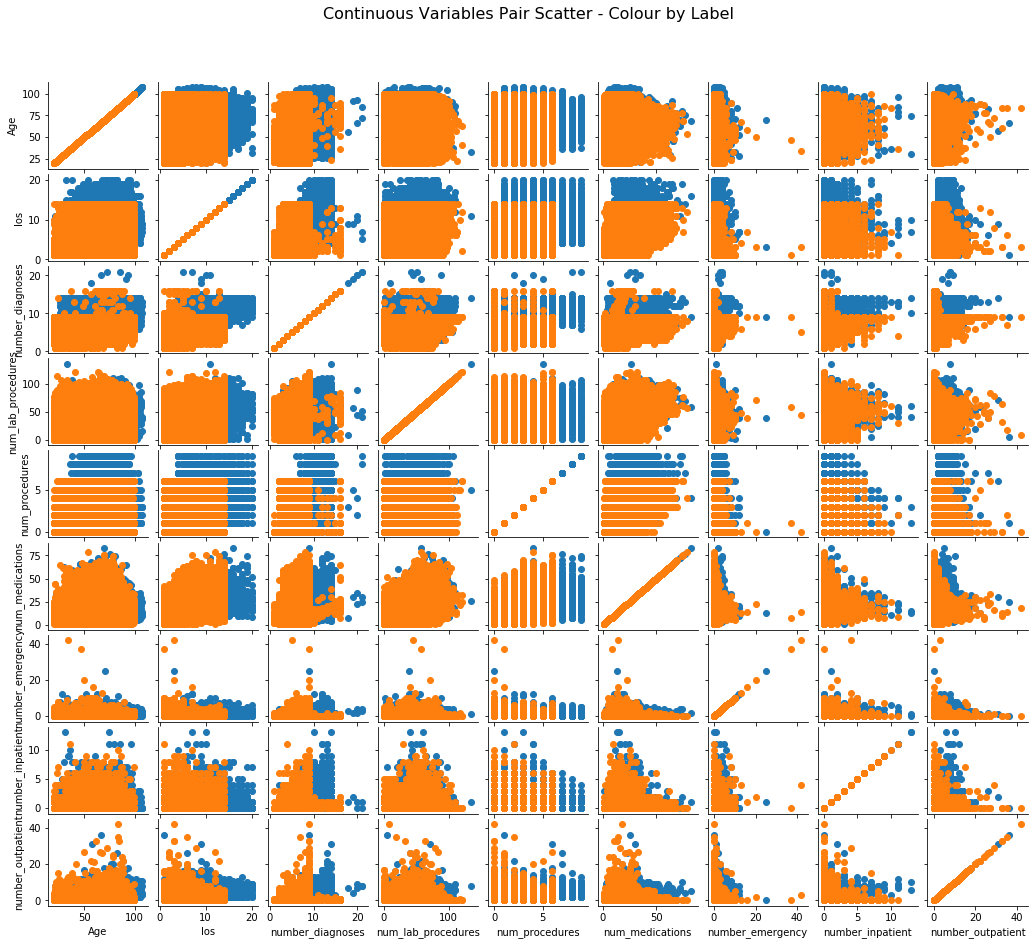 Continuous Variables Pair Scatter - Colour by Label
Age
100
75
50
25
los
20
10
0
number_diagnoses
20
10
0
num_lab_procedures
100
50
0
num_procedures
5
0
num_medications
75
50
25
0
number_emergency
40
20
0
number_inpatient
10
5
0
number_outpatient
40
20
0
50 100
0 10 20
0 10 20
0 100
0 5
0 50
0 20 40
0 5 10
0 20 40
Age los number_diagnoses num_lab_procedures num_procedures num_medications number_emergency number_inpatient number_outpatient